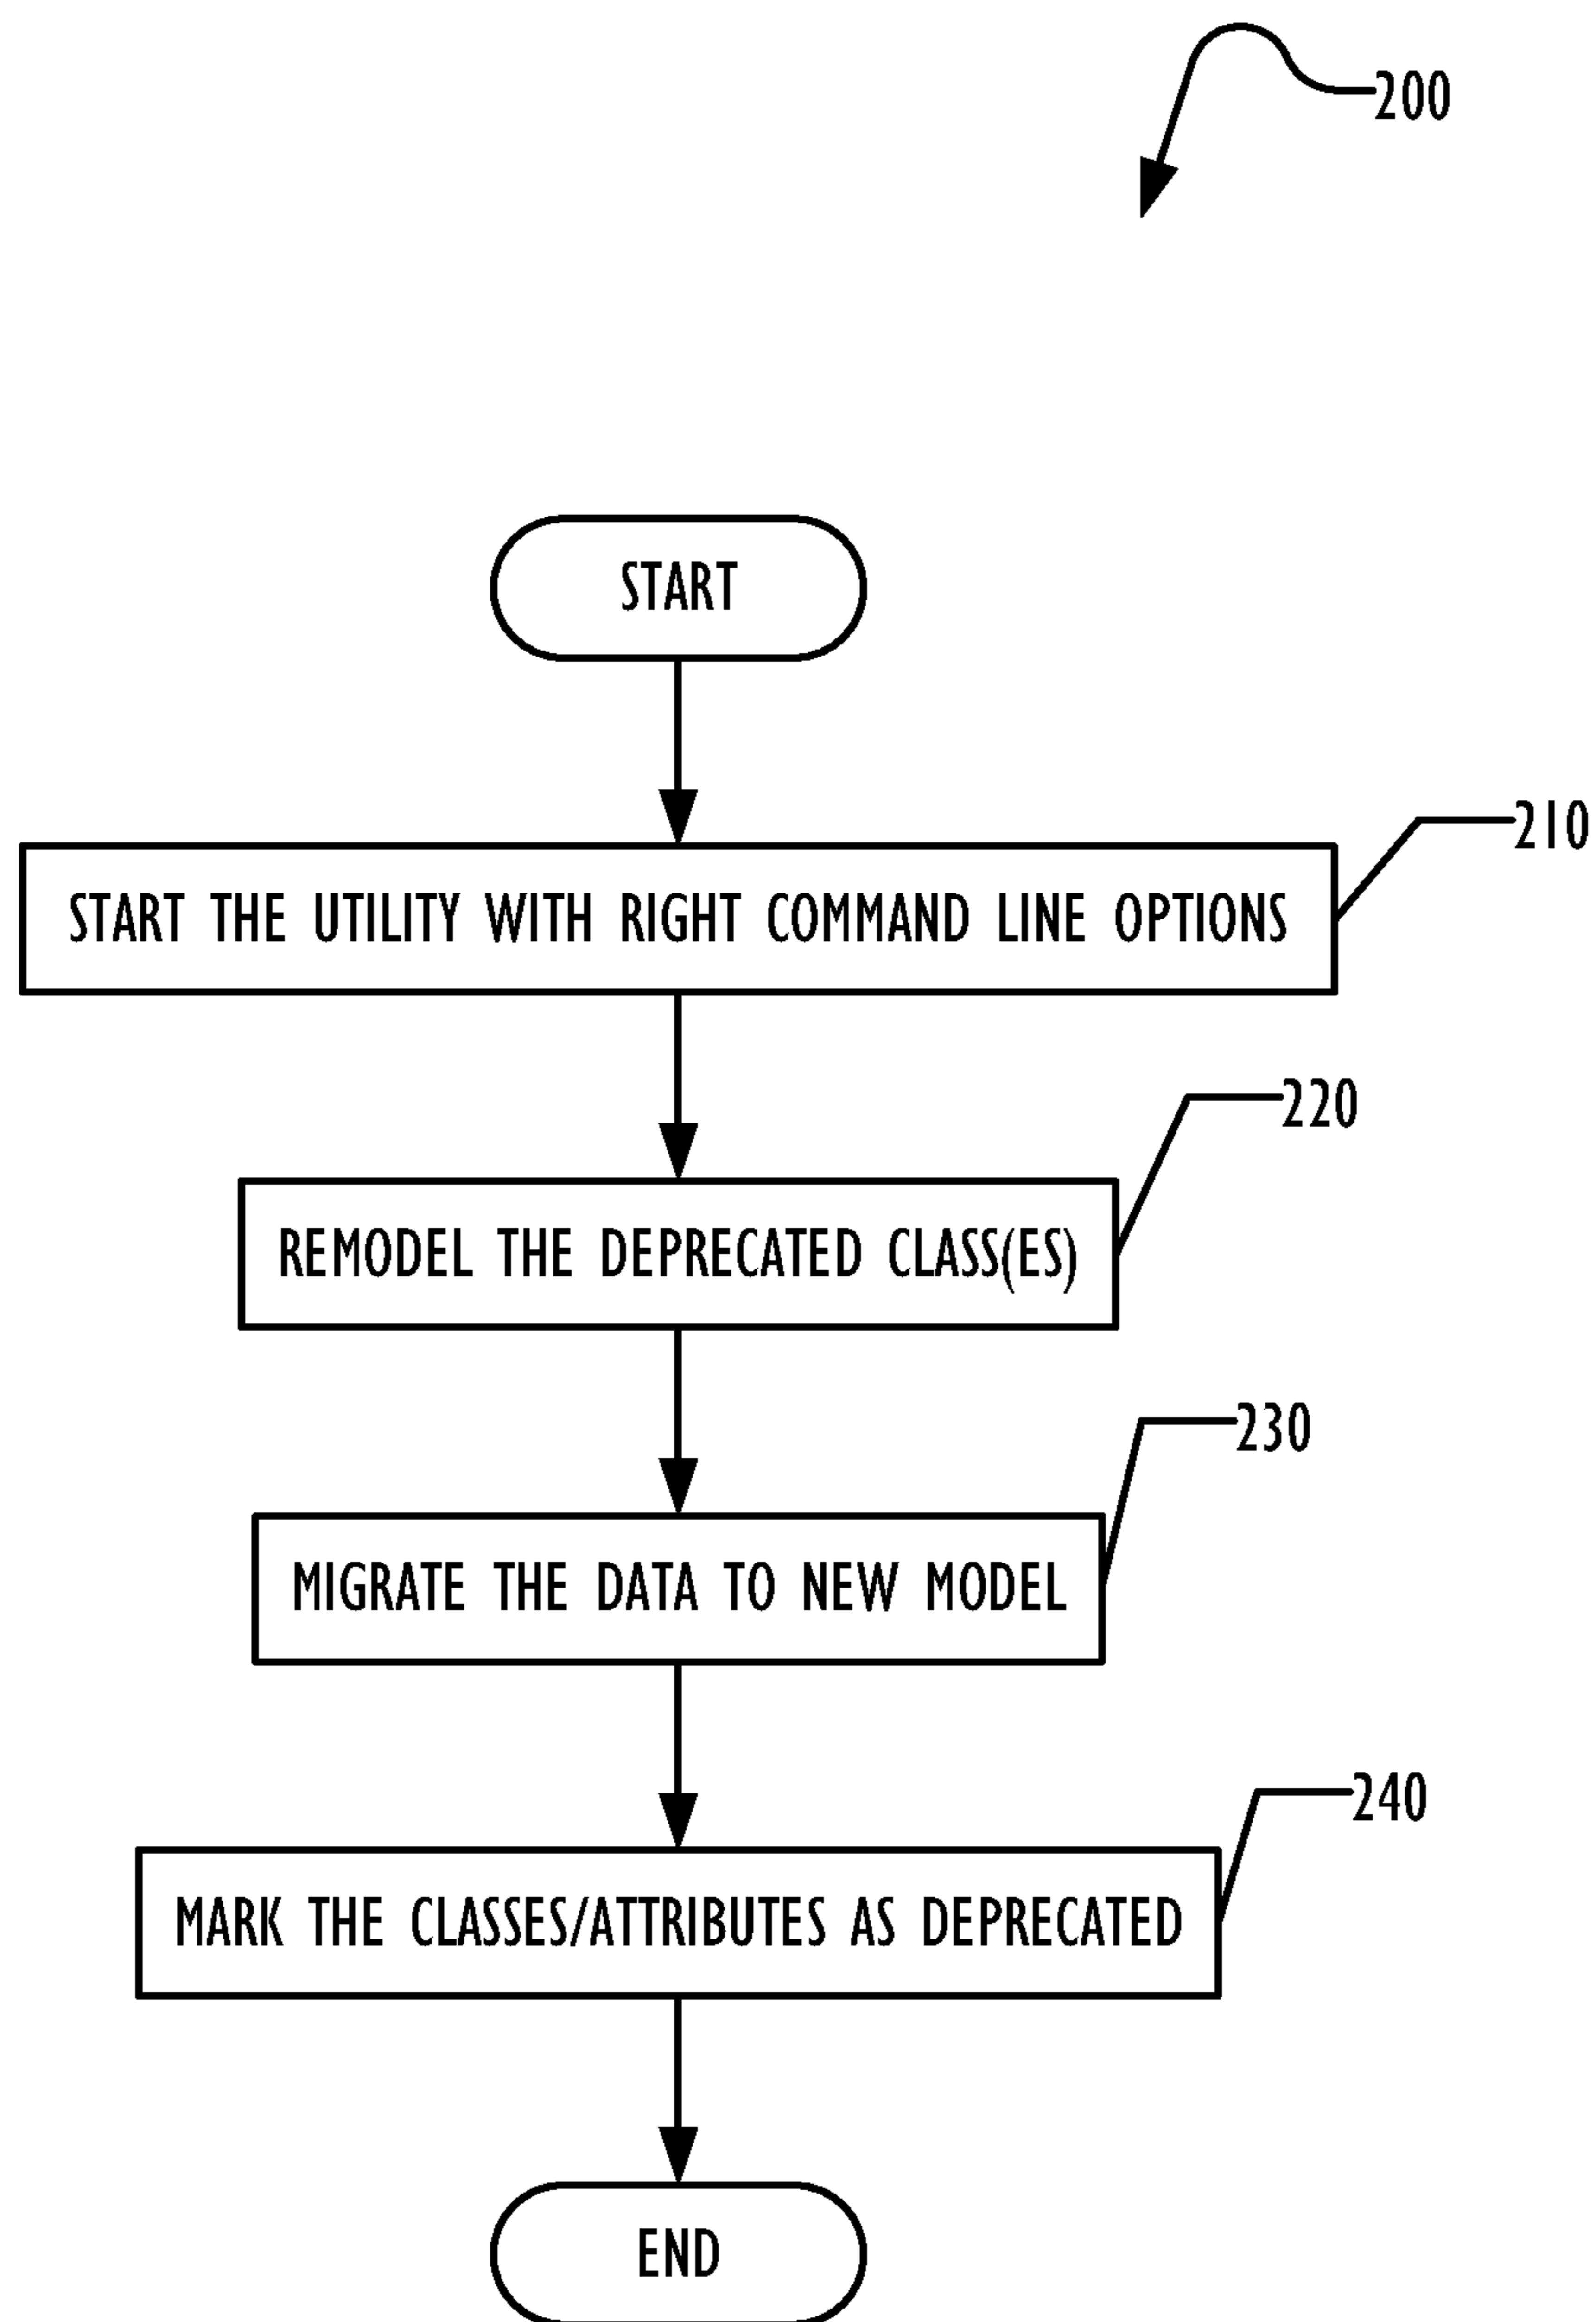 200
START
210
START THE UTILITY WITH RIGHT COMMAND LINE OPTIONS
220
REMODEL THE DEPRECATED CLASS(ES)
230
MIGRATE THE DATA TO NEW MODEL
240
MARK THE CLASSES/ATTRIBUTES AS DEPRECATED
END